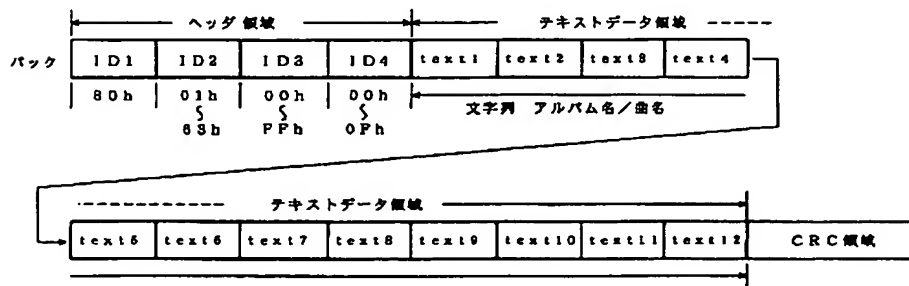 ヘッダ領域 テキストデータ領域
パック ID1 ID2 ID3 ID4 text1 text2 text3 text4
80h 01h 00h 00h 文字列 アルバム名/曲名
∫ ∫ ∫
63h FFh 0Fh
テキストデータ領域
text5 text6 text7 text8 text9 text10 text11 text12 CRC領域